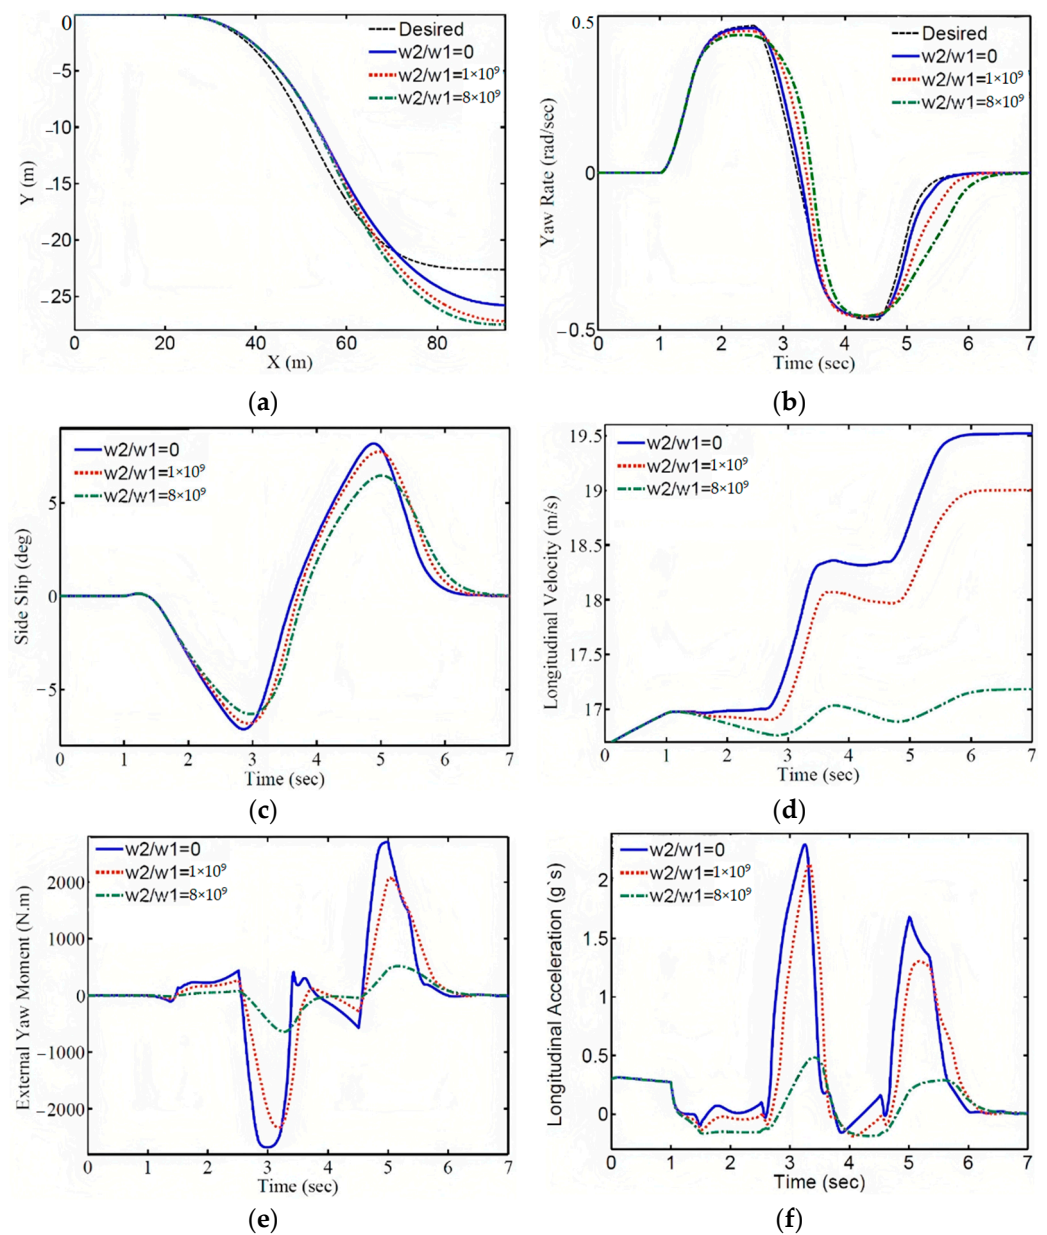 0
−5
−10
−15
−20
−25
Y (m)
0 20 40 60 80
X (m)
Desired
w2/w1=0
w2/w1=1×10⁹
w2/w1=8×10⁹
(a)
0.5
0
−0.5
Yaw Rate (rad/sec)
0 1 2 3 4 5 6 7
Time (sec)
Desired
w2/w1=0
w2/w1=1×10⁹
w2/w1=8×10⁹
(b)
5
0
−5
Side Slip (deg)
0 1 2 3 4 5 6 7
Time (sec)
w2/w1=0
w2/w1=1×10⁹
w2/w1=8×10⁹
(c)
19.5
19
18.5
18
17.5
17
Longitudinal Velocity (m/s)
0 1 2 3 4 5 6 7
Time (sec)
w2/w1=0
w2/w1=1×10⁹
w2/w1=8×10⁹
(d)
2000
1000
0
−1000
−2000
External Yaw Moment (N.m)
0 1 2 3 4 5 6 7
Time (sec)
w2/w1=0
w2/w1=1×10⁹
w2/w1=8×10⁹
(e)
2
1.5
1
0.5
0
Longitudinal Acceleration (g`s)
0 1 2 3 4 5 6 7
Time (sec)
w2/w1=0
w2/w1=1×10⁹
w2/w1=8×10⁹
(f)